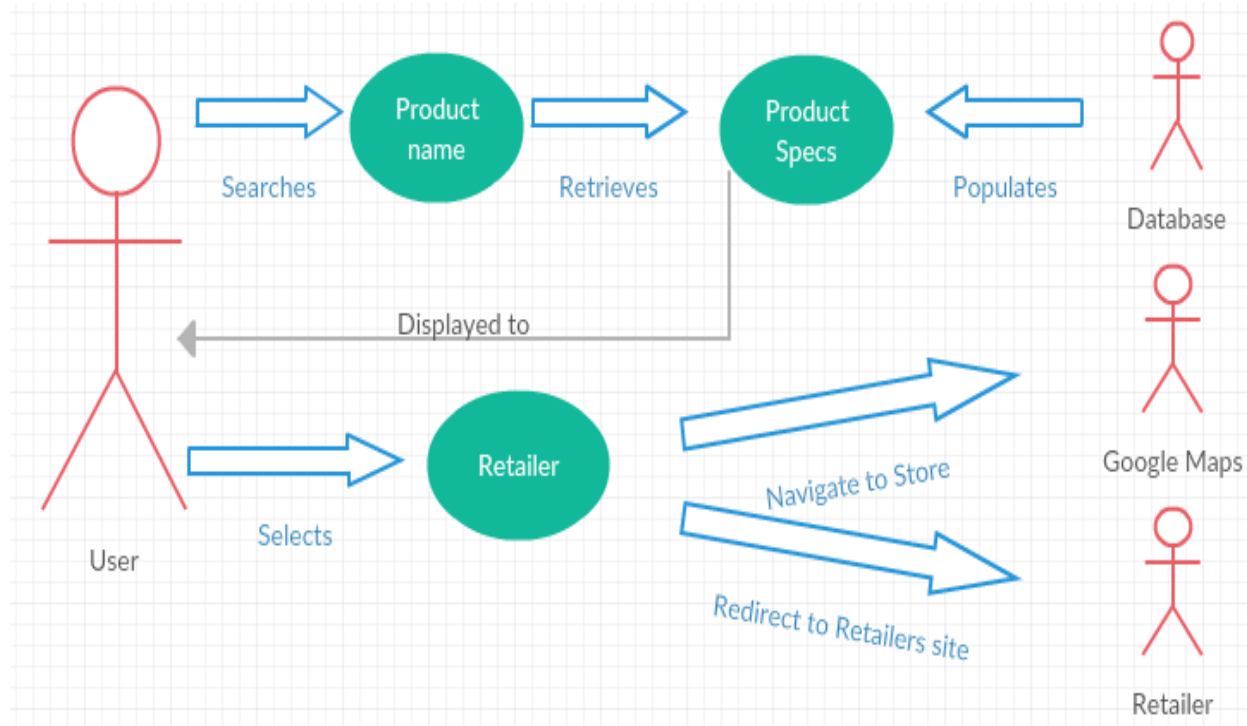 Product
name
Product
Specs
Searches
Retrieves
Populates
Database
Displayed to
Retailer
Google Maps
Navigate to Store
Selects
User
Redirect to Retailers site
Retailer